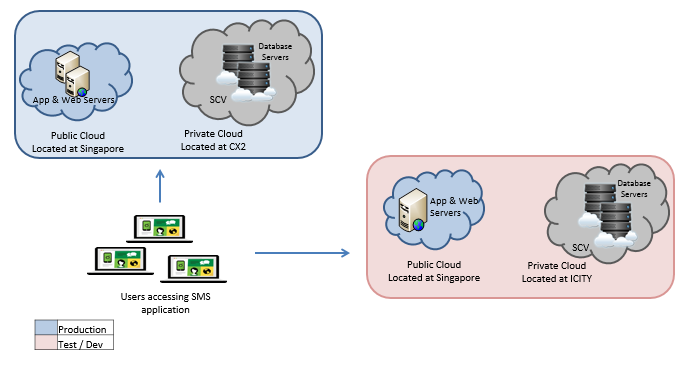 Database
Servers
App & Web Servers
SCV
Public Cloud
Located at Singapore
Private Cloud
Located at CX2
Database
Servers
App & Web
Servers
SCV
Public Cloud
Located at Singapore
Private Cloud
Located at ICITY
Users accessing SMS
application
Production
Test / Dev